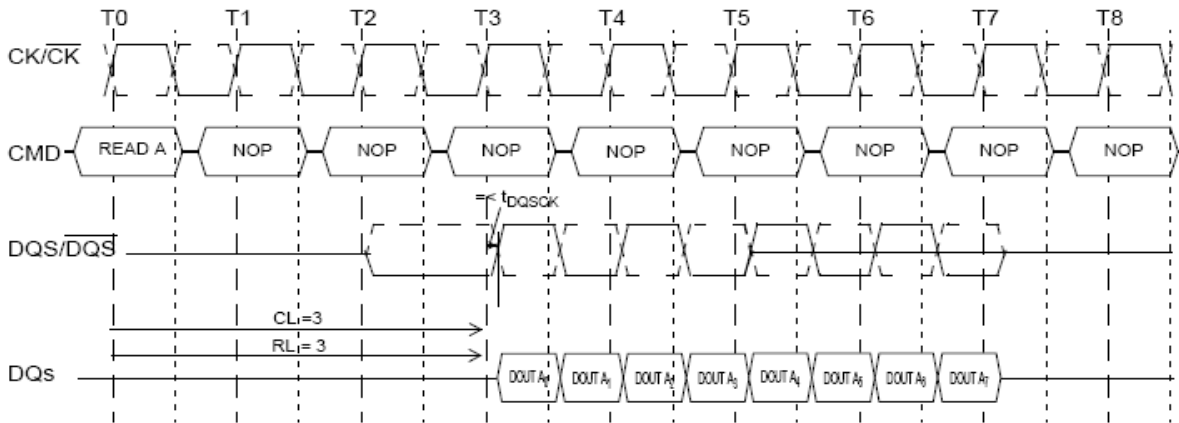 T0 T1 T2 T3 T4 T5 T6 T7 T8
CK/CK
CMD READ A NOP NOP NOP NOP NOP NOP NOP NOP
=< tDQSCK
DQS/DQS
CL =3
RL = 3
DQs DOUT A0 DOUT A1 DOUT A2 DOUT A3 DOUT A4 DOUT A5 DOUT A6 DOUT A7